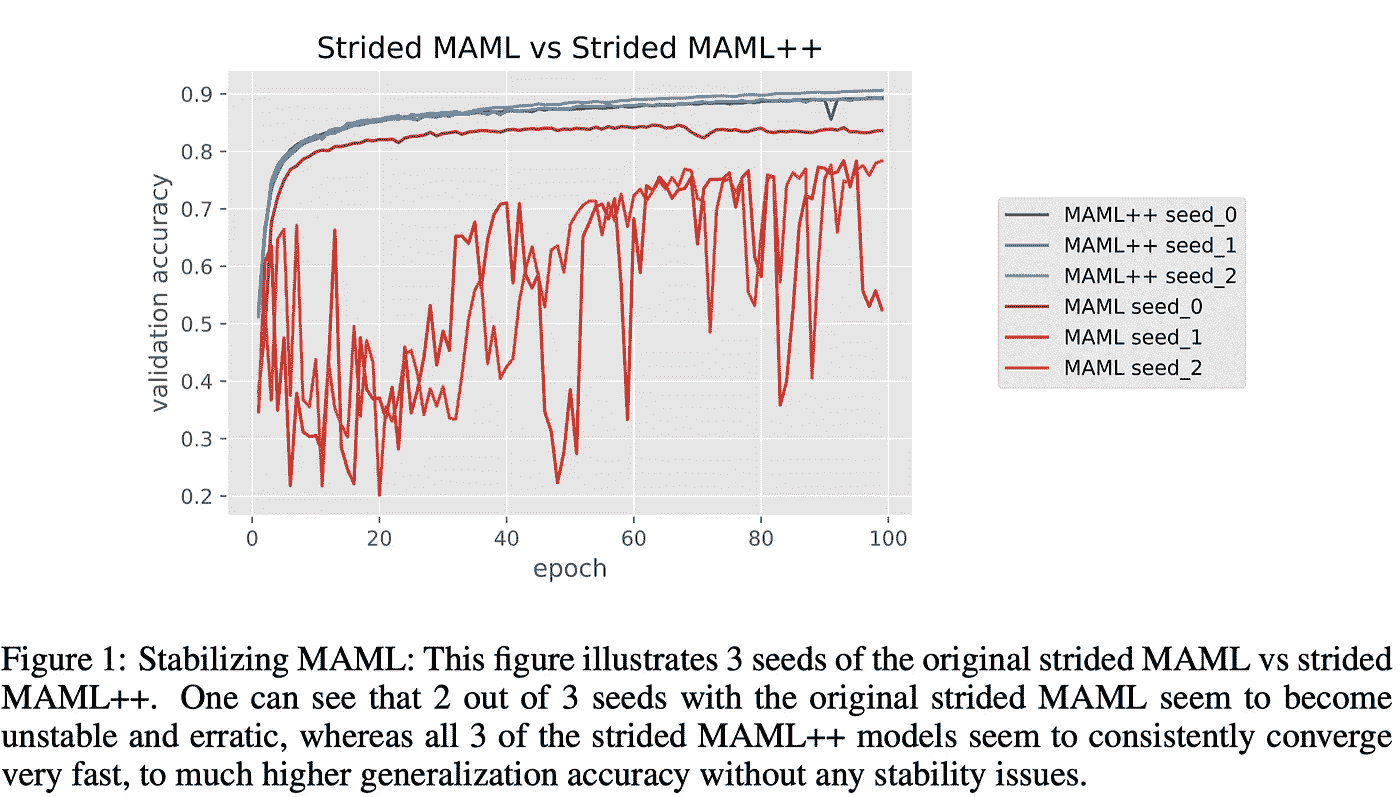 Strided MAML vs Strided MAML++
0.9
0.8
0.7
0.6
0.5
0.4
0.3
0.2
validation accuracy
0 20 40 60 80 100
epoch
MAML++ seed_0
MAML++ seed_1
MAML++ seed_2
MAML seed_0
MAML seed_1
MAML seed_2
Figure 1: Stabilizing MAML: This figure illustrates 3 seeds of the original strided MAML vs strided
MAML++. One can see that 2 out of 3 seeds with the original strided MAML seem to become
unstable and erratic, whereas all 3 of the strided MAML++ models seem to consistently converge
very fast, to much higher generalization accuracy without any stability issues.